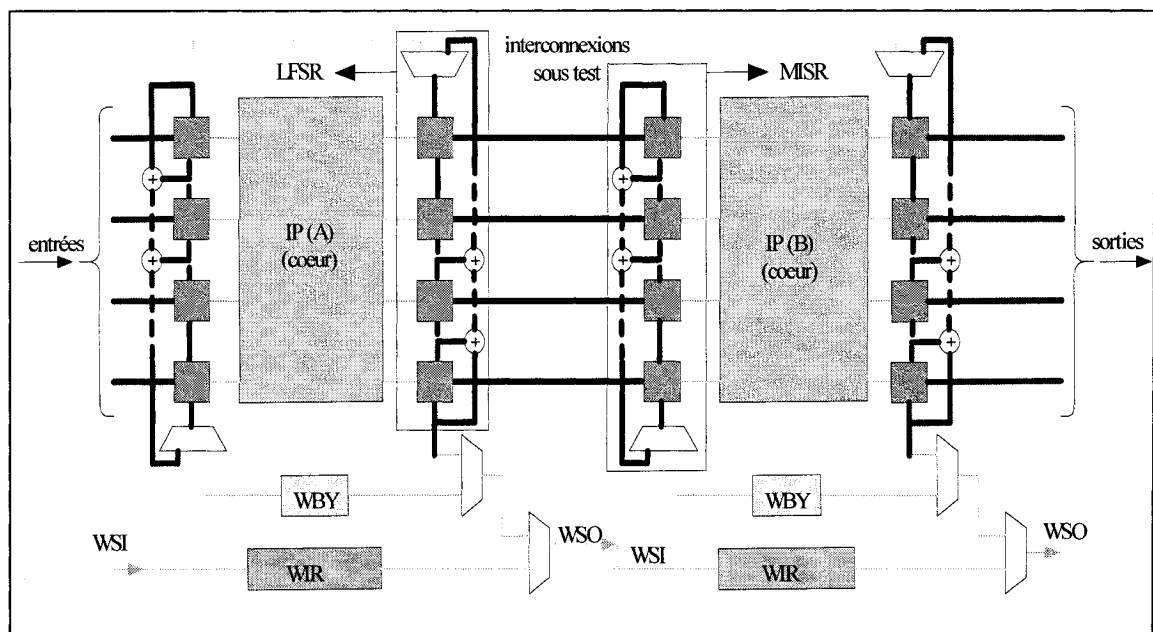 interconnexions
sous test
LFSR
MISR
IP (A)
(coeur)
IP (B)
(coeur)
entrées
sorties
+
+
+
+
+
+
+
+
WBY
WBY
WSI
WIR
WSO
WSI
WIR
WSO